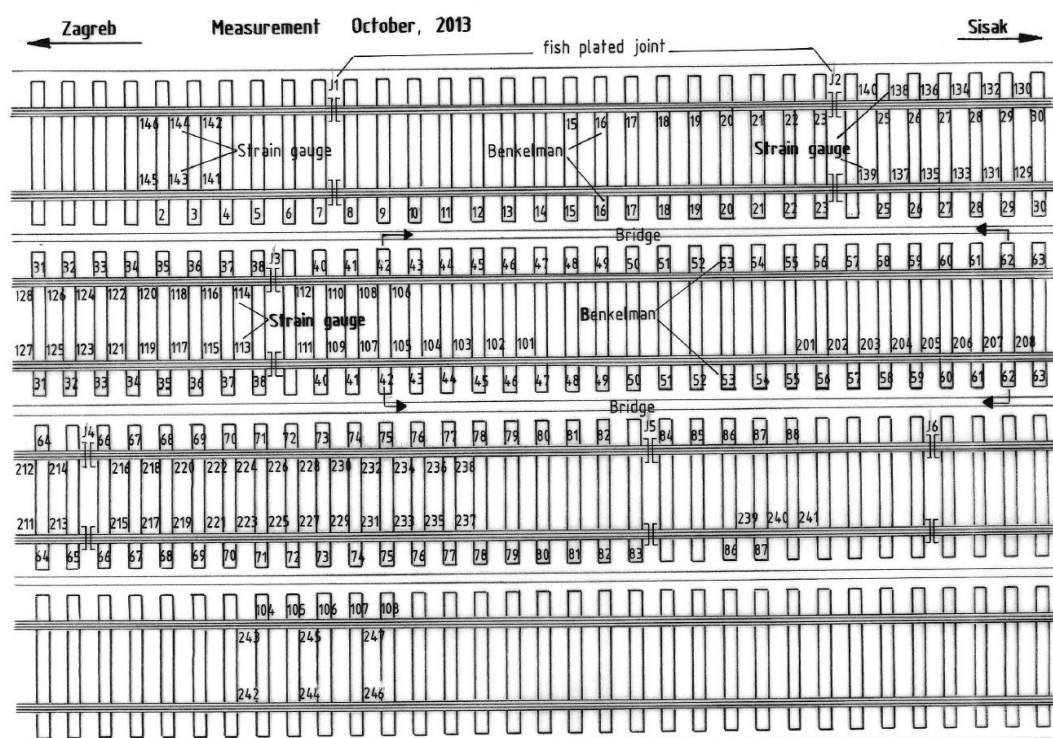 Zagreb Measurement October, 2013 Sisak
fish plated joint
J1 J2
140 138 136 134 132 130
146 144 142 15 16 17 18 19 20 21 22 23 25 26 27 28 29 30
Strain gauge Benkelman Strain gauge
145 143 141 139 137 135 133 131 129
2 3 4 5 6 7 8 9 10 11 12 13 14 15 16 17 18 19 20 21 22 23 25 26 27 28 29 30
Bridge
31 32 33 34 35 36 37 38 J3 40 41 42 43 44 45 46 47 48 49 50 51 52 53 54 55 56 57 58 59 60 61 62 63
128 126 124 122 120 118 116 114 112 110 108 106
Strain gauge Benkelman
127 125 123 121 119 117 115 113 111 109 107 105 104 103 102 101 201 202 203 204 205 206 207 208
31 32 33 34 35 36 37 38 40 41 42 43 44 45 46 47 48 49 50 51 52 53 54 55 56 57 58 59 60 61 62 63
Bridge
64 J4 66 67 68 69 70 71 72 73 74 75 76 77 78 79 80 81 82 J5 84 85 86 87 88 J6
212 214 216 218 220 222 224 226 228 230 232 234 236 238
211 213 215 217 219 221 223 225 227 229 231 233 235 237 239 240 241
64 65 66 67 68 69 70 71 72 73 74 75 76 77 78 79 80 81 82 83 86 87
104 105 106 107 108
243 245 247
242 244 246